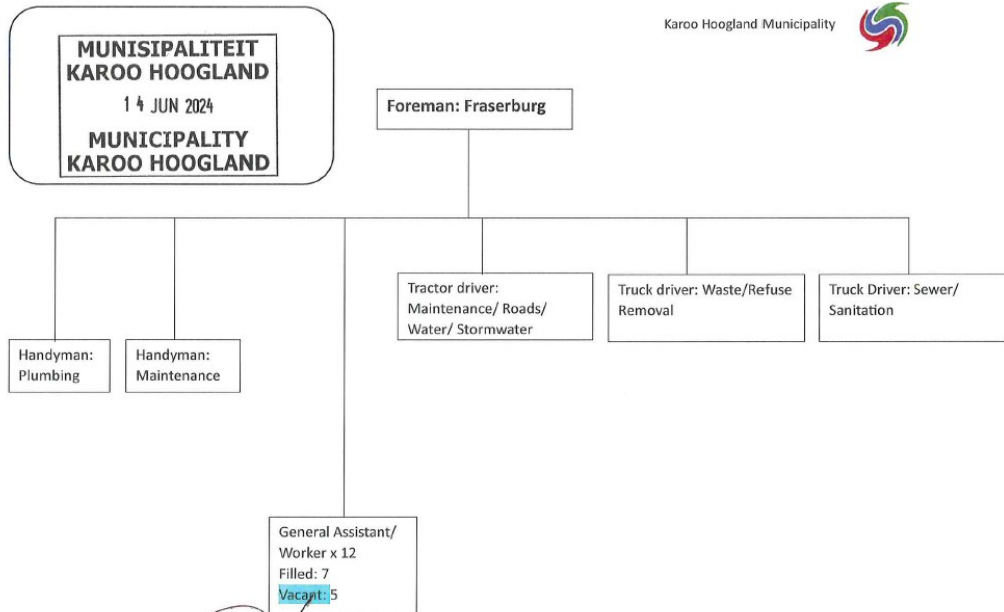 Karoo Hoogland Municipality
MUNISIPALITEIT
KAROO HOOGLAND
14 JUN 2024
MUNICIPALITY
KAROO HOOGLAND
Foreman: Fraserburg
Tractor driver:
Maintenance/ Roads/
Water/ Stormwater
Truck driver: Waste/Refuse
Removal
Truck Driver: Sewer/
Sanitation
Handyman:
Plumbing
Handyman:
Maintenance
General Assistant/
Worker x 12
Filled: 7
Vacant: 5